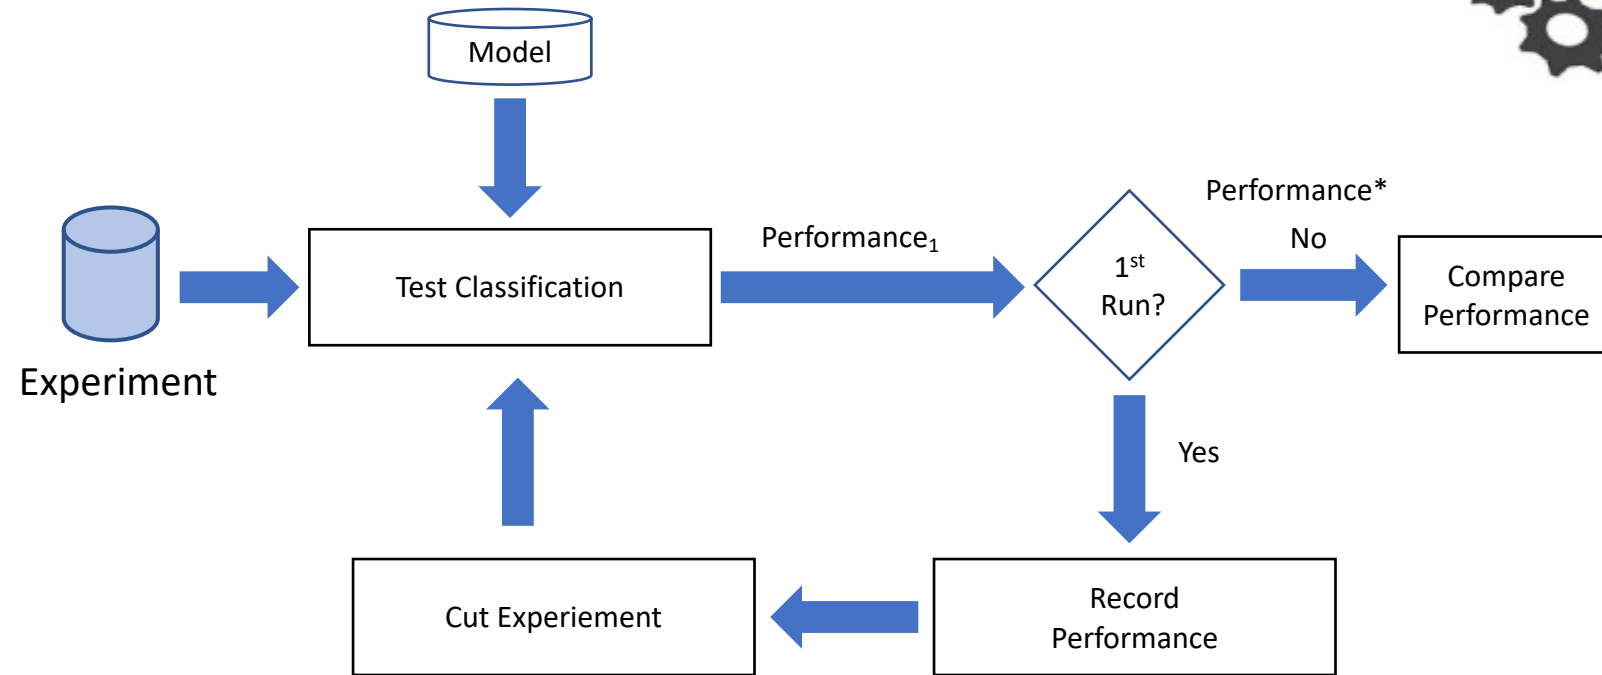 Model
Performance*
Performance₁
No
1st
Run?
Test Classification
Compare
Performance
Experiment
Yes
Cut Experiement
Record
Performance